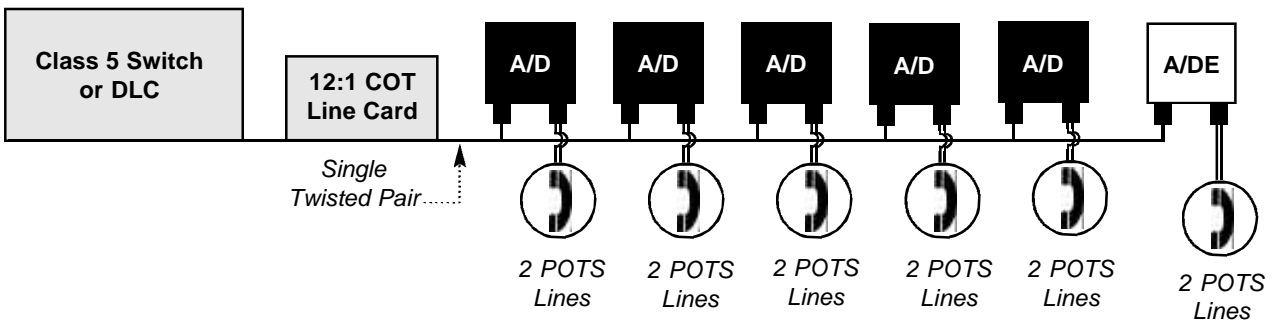 Class 5 Switch
or DLC
12:1 COT
Line Card
A/D
A/D
A/D
A/D
A/D
A/DE
Single
Twisted Pair
2 POTS
Lines
2 POTS
Lines
2 POTS
Lines
2 POTS
Lines
2 POTS
Lines
2 POTS
Lines